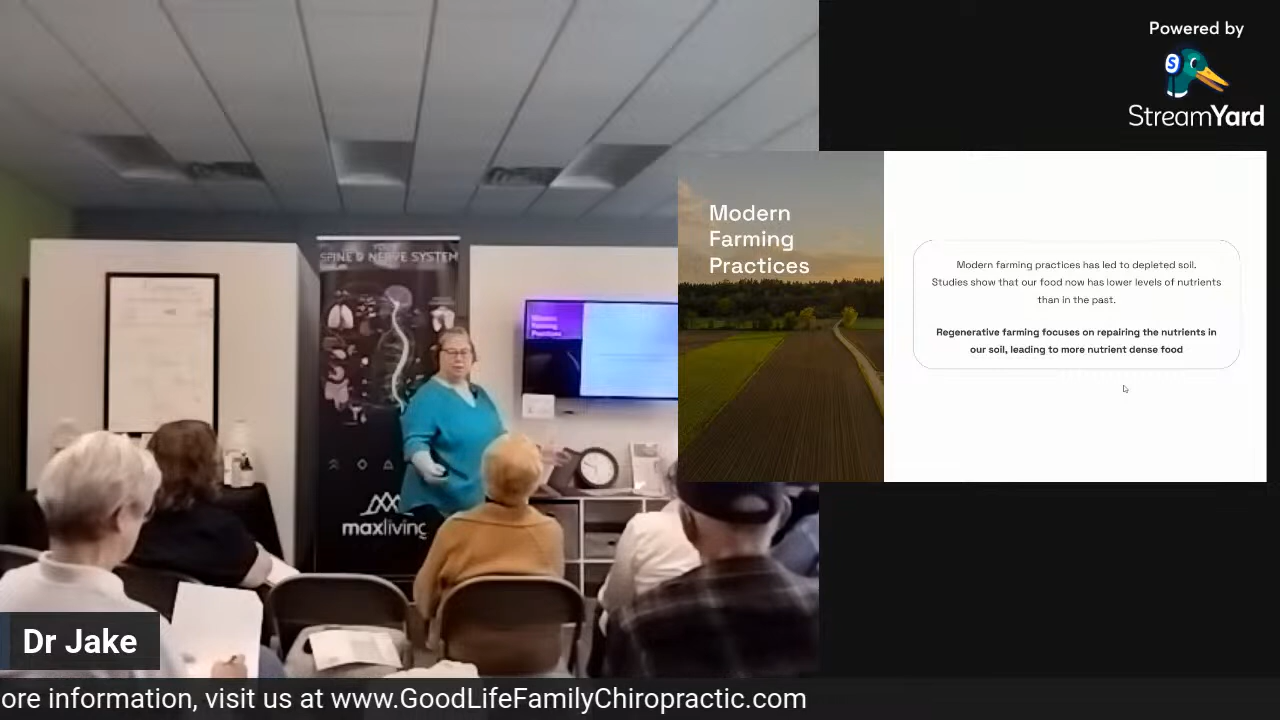 Powered by
StreamYard
Modern
Farming
Practices
Modern farming practices has led to depleted soil.
Studies show that our food now has lower levels of nutrients
than in the past.
Regenerative farming focuses on repairing the nutrients in
our soil, leading to more nutrient dense food
SPINE & NERVE SYSTEM
Modern
Farming
Practices
maxliving
Dr Jake
ore information, visit us at www.GoodLifeFamilyChiropractic.com